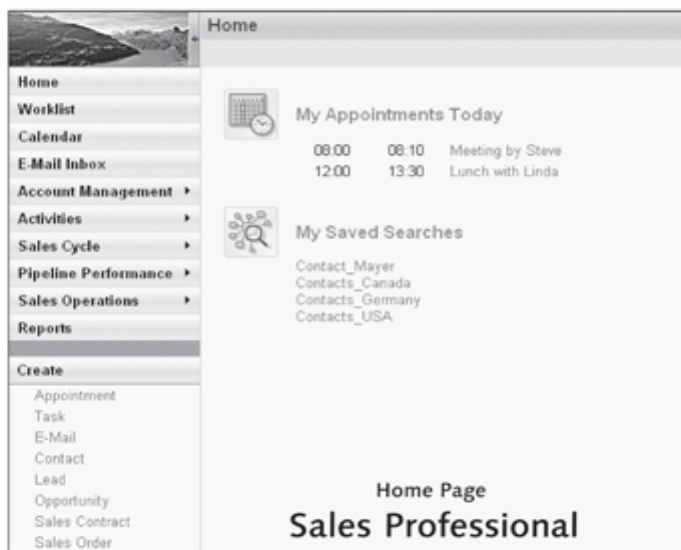 Home
Home
Worklist
Calendar
E-Mail Inbox
Account Management
Activities
Sales Cycle
Pipeline Performance
Sales Operations
Reports
Create
Appointment
Task
E-Mail
Contact
Lead
Opportunity
Sales Contract
Sales Order
My Appointments Today
08:00 08:10 Meeting by Steve
12:00 13:30 Lunch with Linda
My Saved Searches
Contact_Mayer
Contacts_Canada
Contacts_Germany
Contacts_USA
Home Page
Sales Professional